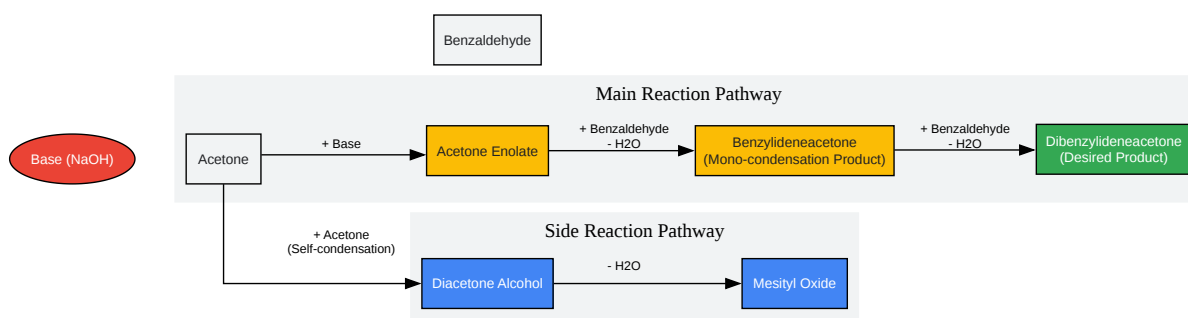 Benzaldehyde
Main Reaction Pathway
Base (NaOH)
Acetone
+ Base
Acetone Enolate
+ Benzaldehyde
- H2O
Benzylideneacetone
(Mono-condensation Product)
+ Benzaldehyde
- H2O
Dibenzylideneacetone
(Desired Product)
+ Acetone
(Self-condensation)
Side Reaction Pathway
Diacetone Alcohol
- H2O
Mesityl Oxide